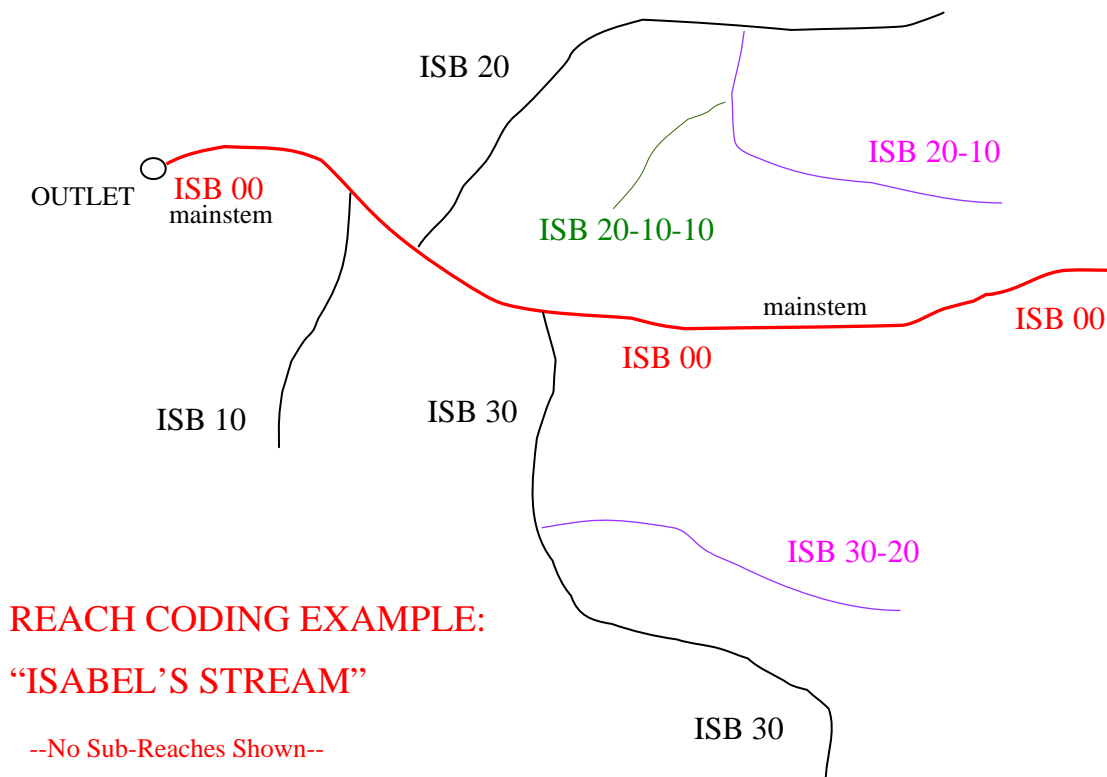 ISB 20
ISB 20-10
OUTLET
ISB 00
mainstem
ISB 20-10-10
mainstem
ISB 00
ISB 00
ISB 10
ISB 30
ISB 30-20
REACH CODING EXAMPLE:
“ISABEL’S STREAM”
ISB 30
--No Sub-Reaches Shown--